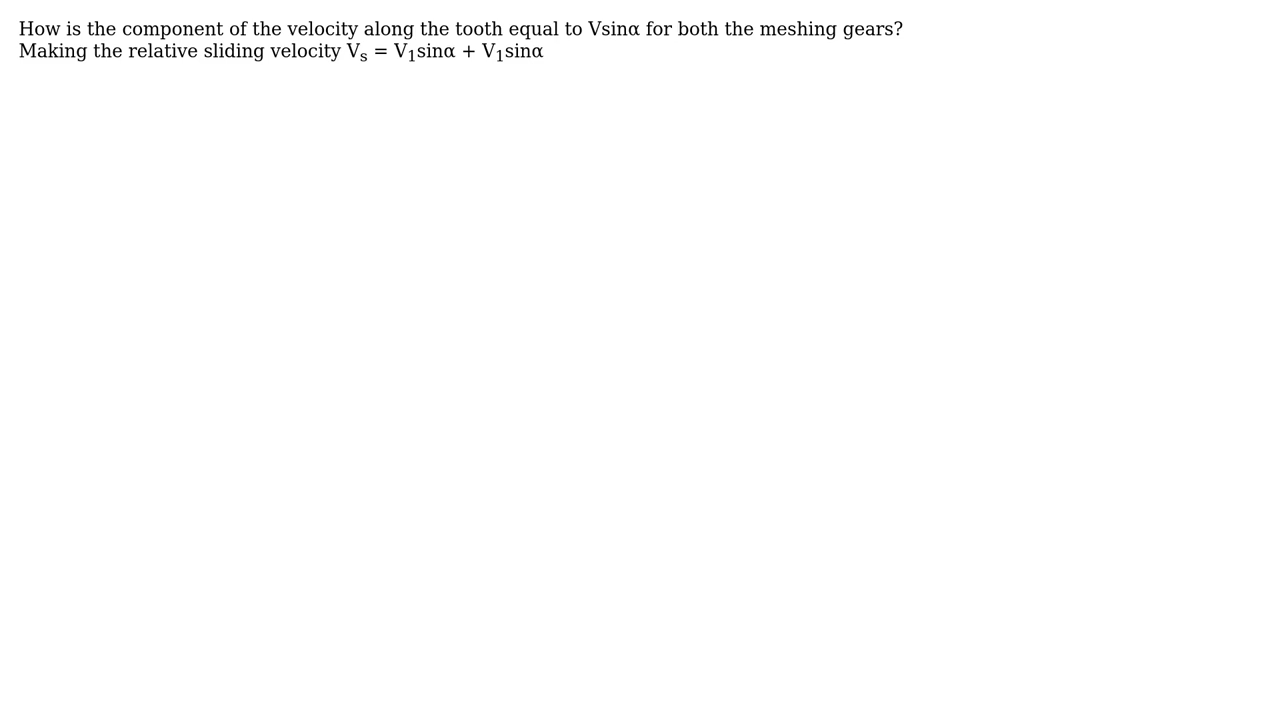 How is the component of the velocity along the tooth equal to Vsinα for both the meshing gears?
Making the relative sliding velocity Vₛ = V₁sinα + V₁sinα